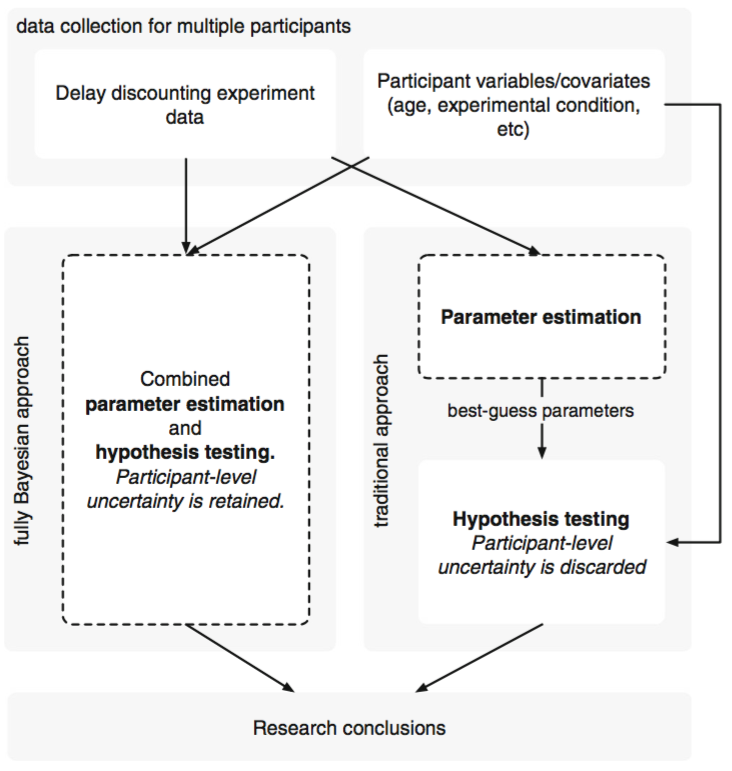 data collection for multiple participants
Delay discounting experiment
data
Participant variables/covariates
(age, experimental condition,
etc)
fully Bayesian approach
Combined
parameter estimation
and
hypothesis testing.
Participant-level
uncertainty is retained.
traditional approach
Parameter estimation
best-guess parameters
Hypothesis testing
Participant-level
uncertainty is discarded
Research conclusions